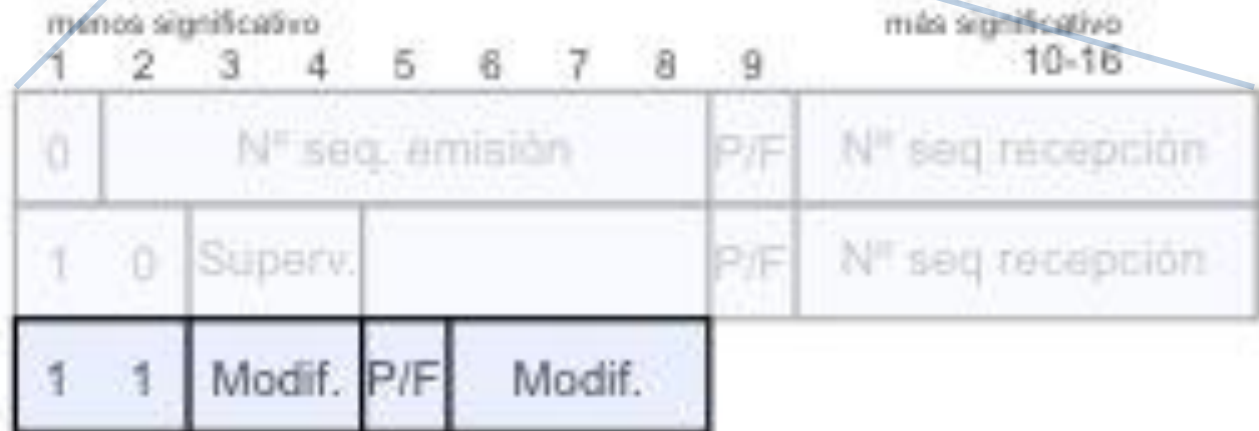 menos significativo más significativo
1 2 3 4 5 6 7 8 9 10-16
0 Nº seq. emisión P/F Nº seq recepción
1 0 Superv. P/F Nº seq recepción
1 1 Modif. P/F Modif.